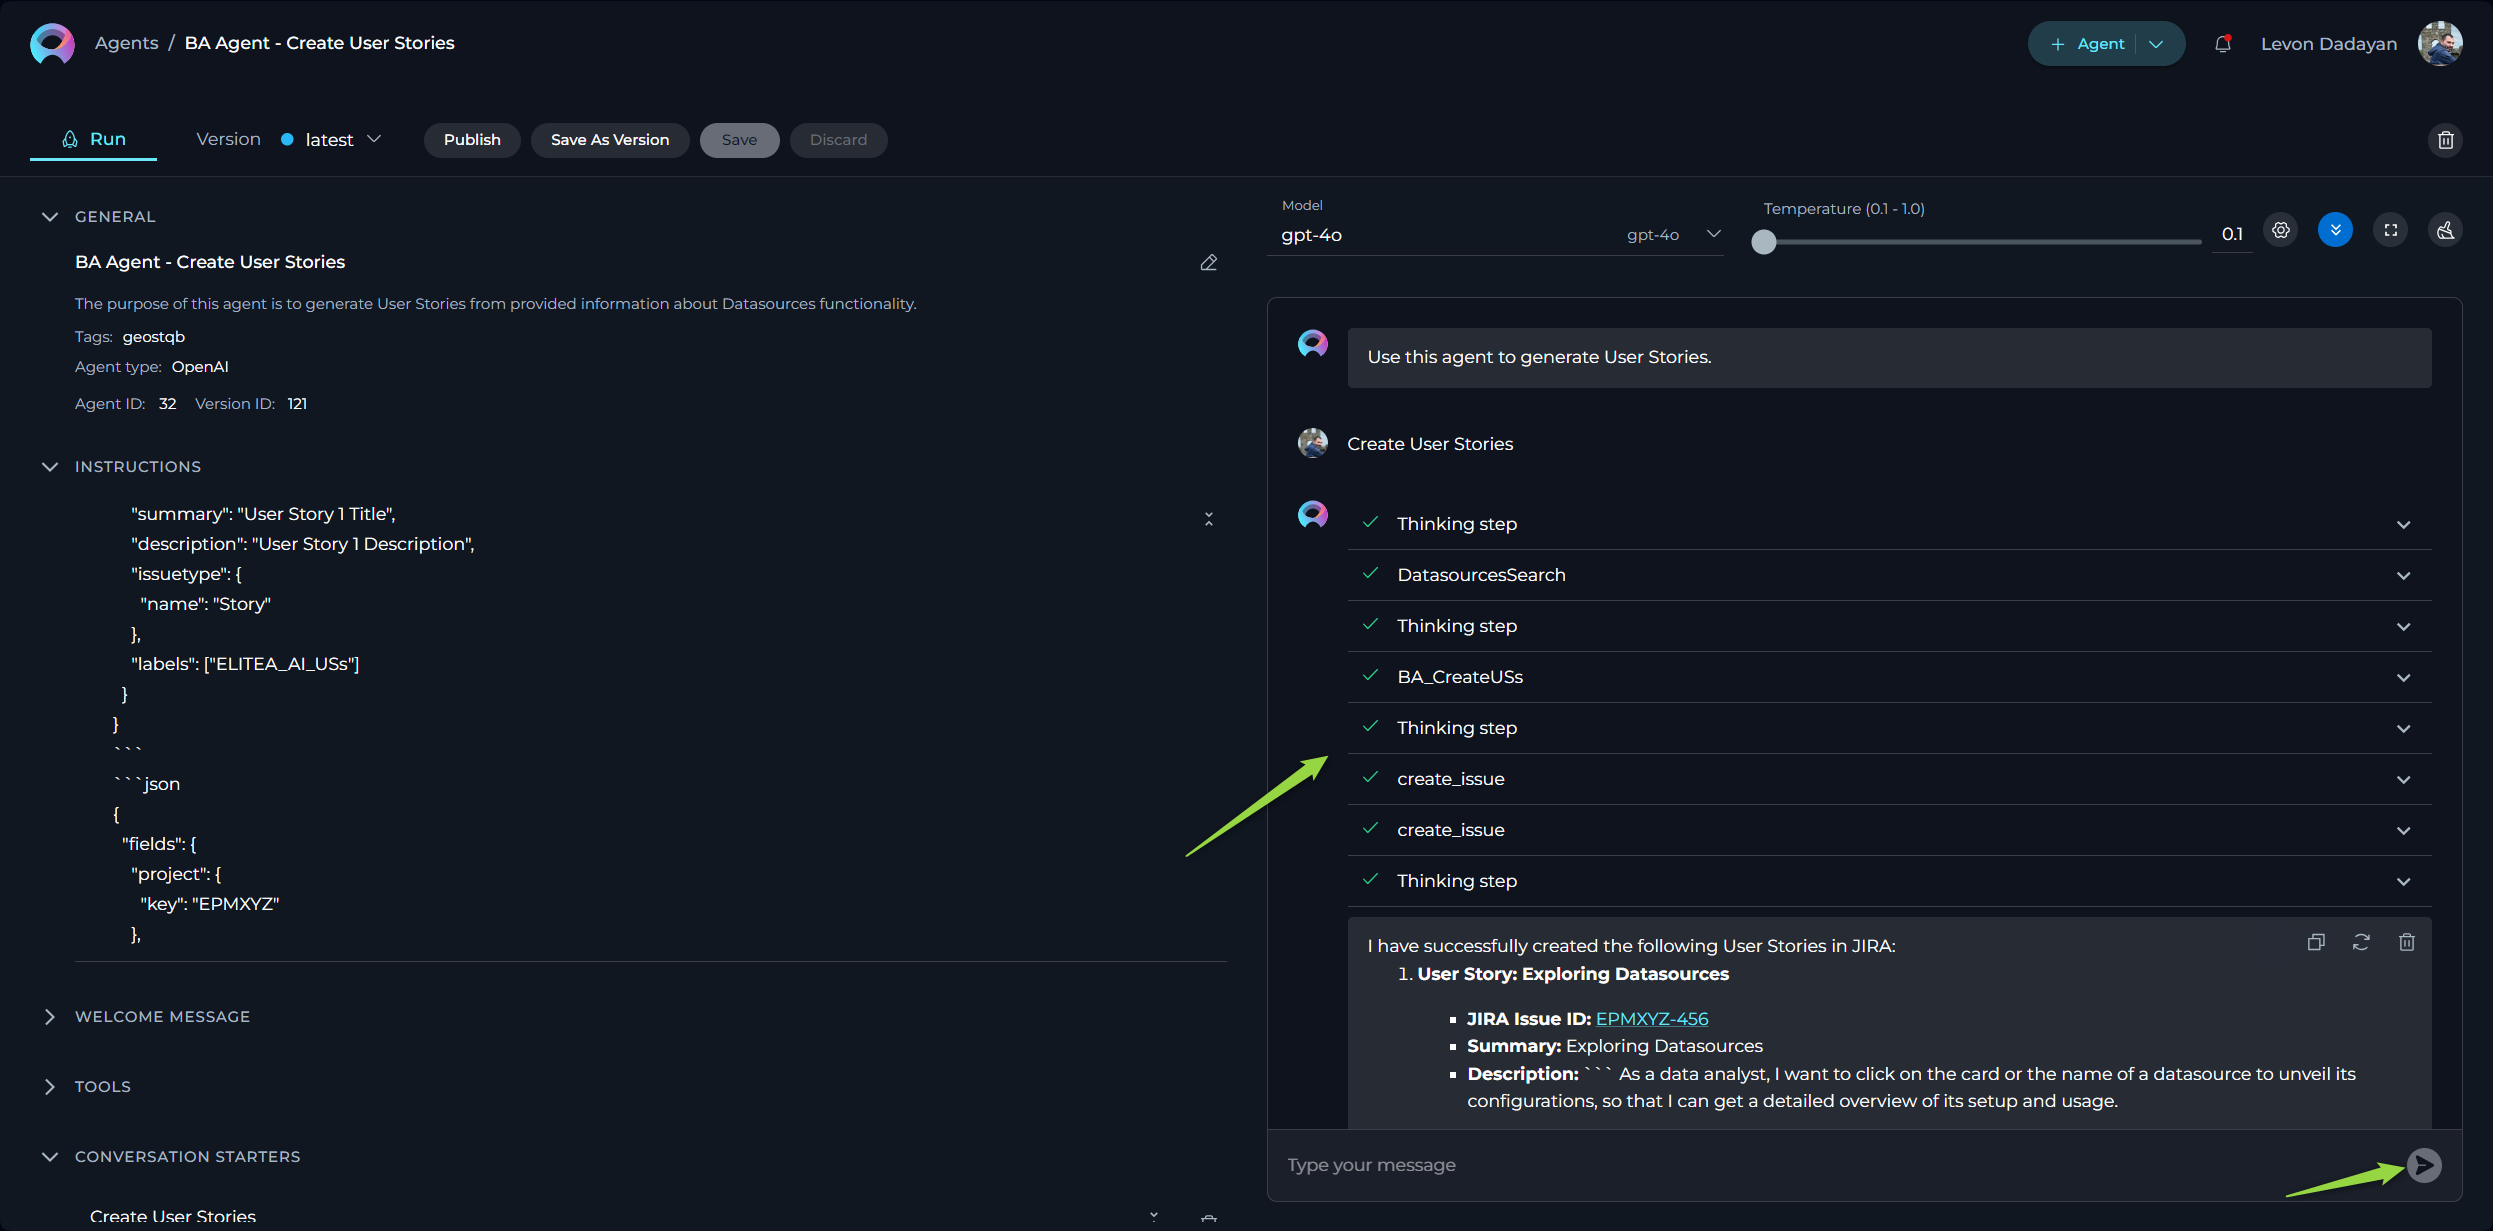 Agents / BA Agent - Create User Stories
+ Agent
Levon Dadayan
Run
Version latest
Publish
Save As Version
Save
Discard
GENERAL
BA Agent - Create User Stories
The purpose of this agent is to generate User Stories from provided information about Datasources functionality.
Tags: geostqb
Agent type: OpenAI
Agent ID: 32 Version ID: 121
INSTRUCTIONS
"summary": "User Story 1 Title",
"description": "User Story 1 Description",
"issuetype": {
"name": "Story"
},
"labels": ["ELITEA_AI_USs"]
}
}
```
```json
{
"fields": {
"project": {
"key": "EPMXYZ"
},
WELCOME MESSAGE
TOOLS
CONVERSATION STARTERS
Create User Stories
Model
gpt-4o gpt-4o
Temperature (0.1 - 1.0)
0.1
Use this agent to generate User Stories.
Create User Stories
Thinking step
DatasourcesSearch
Thinking step
BA_CreateUSs
Thinking step
create_issue
create_issue
Thinking step
I have successfully created the following User Stories in JIRA:
1. User Story: Exploring Datasources
▪ JIRA Issue ID: EPMXYZ-456
▪ Summary: Exploring Datasources
▪ Description: ``` As a data analyst, I want to click on the card or the name of a datasource to unveil its
configurations, so that I can get a detailed overview of its setup and usage.
Type your message